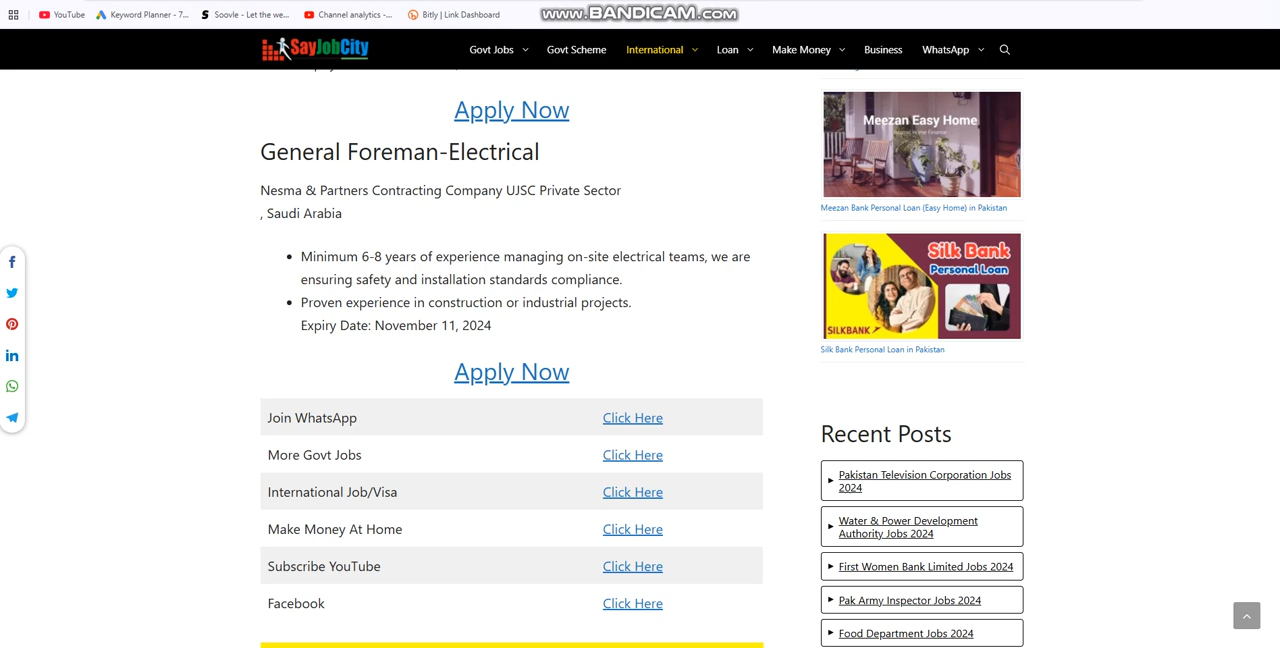 YouTube
Keyword Planner - 7...
Soovle - Let the we...
Channel analytics -...
Bitly | Link Dashboard
www.BANDICAM.com
SayJobCity
Govt Jobs
Govt Scheme
International
Loan
Make Money
Business
WhatsApp
Apply Now
General Foreman-Electrical
Nesma & Partners Contracting Company UJSC Private Sector
, Saudi Arabia
Minimum 6-8 years of experience managing on-site electrical teams, we are
ensuring safety and installation standards compliance.
Proven experience in construction or industrial projects.
Expiry Date: November 11, 2024
Apply Now
Join WhatsApp Click Here
More Govt Jobs Click Here
International Job/Visa Click Here
Make Money At Home Click Here
Subscribe YouTube Click Here
Facebook Click Here
Meezan Easy Home
Meezan Bank Personal Loan (Easy Home) in Pakistan
Silk Bank
Personal Loan
SILKBANK
Silk Bank Personal Loan in Pakistan
Recent Posts
Pakistan Television Corporation Jobs
2024
Water & Power Development
Authority Jobs 2024
First Women Bank Limited Jobs 2024
Pak Army Inspector Jobs 2024
Food Department Jobs 2024